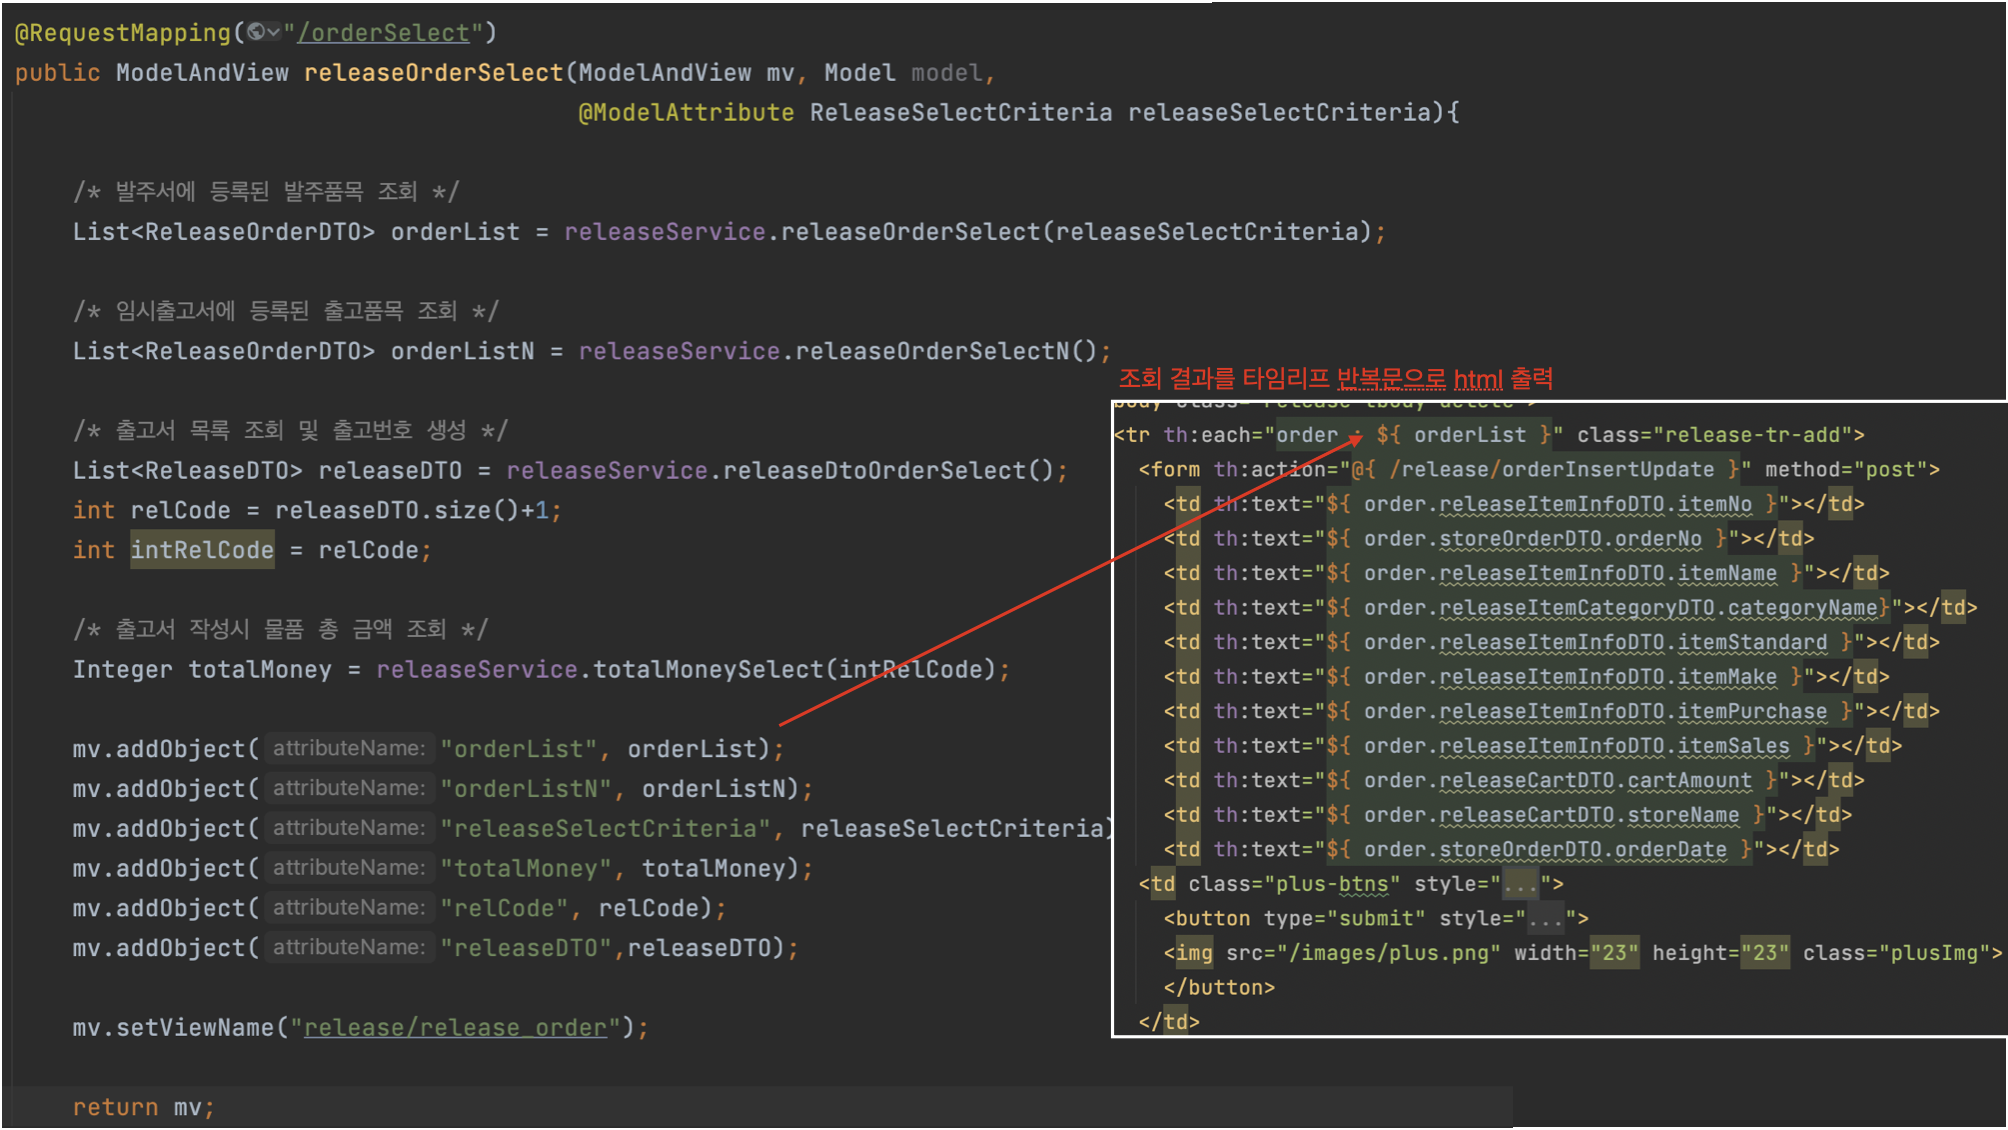 @RequestMapping("/orderSelect")
public ModelAndView releaseOrderSelect(ModelAndView mv, Model model,
@ModelAttribute ReleaseSelectCriteria releaseSelectCriteria){
/* 발주서에 등록된 발주품목 조회 */
List<ReleaseOrderDTO> orderList = releaseService.releaseOrderSelect(releaseSelectCriteria);
/* 임시출고서에 등록된 출고품목 조회 */
List<ReleaseOrderDTO> orderListN = releaseService.releaseOrderSelectN();
/* 출고서 목록 조회 및 출고번호 생성 */
List<ReleaseDTO> releaseDTO = releaseService.releaseDtoOrderSelect();
int relCode = releaseDTO.size()+1;
int intRelCode = relCode;
/* 출고서 작성시 물품 총 금액 조회 */
Integer totalMoney = releaseService.totalMoneySelect(intRelCode);
mv.addObject( attributeName: "orderList", orderList);
mv.addObject( attributeName: "orderListN", orderListN);
mv.addObject( attributeName: "releaseSelectCriteria", releaseSelectCriteria)
mv.addObject( attributeName: "totalMoney", totalMoney);
mv.addObject( attributeName: "relCode", relCode);
mv.addObject( attributeName: "releaseDTO",releaseDTO);
mv.setViewName("release/release_order");
return mv;
조회 결과를 타임리프 반복문으로 html 출력
<tr th:each="order : ${ orderList }" class="release-tr-add">
<form th:action="@{ /release/orderInsertUpdate }" method="post">
<td th:text="${ order.releaseItemInfoDTO.itemNo }"></td>
<td th:text="${ order.storeOrderDTO.orderNo }"></td>
<td th:text="${ order.releaseItemInfoDTO.itemName }"></td>
<td th:text="${ order.releaseItemCategoryDTO.categoryName}"></td>
<td th:text="${ order.releaseItemInfoDTO.itemStandard }"></td>
<td th:text="${ order.releaseItemInfoDTO.itemMake }"></td>
<td th:text="${ order.releaseItemInfoDTO.itemPurchase }"></td>
<td th:text="${ order.releaseItemInfoDTO.itemSales }"></td>
<td th:text="${ order.releaseCartDTO.cartAmount }"></td>
<td th:text="${ order.releaseCartDTO.storeName }"></td>
<td th:text="${ order.storeOrderDTO.orderDate }"></td>
<td class="plus-btns" style="...">
<button type="submit" style="...">
<img src="/images/plus.png" width="23" height="23" class="plusImg">
</button>
</td>